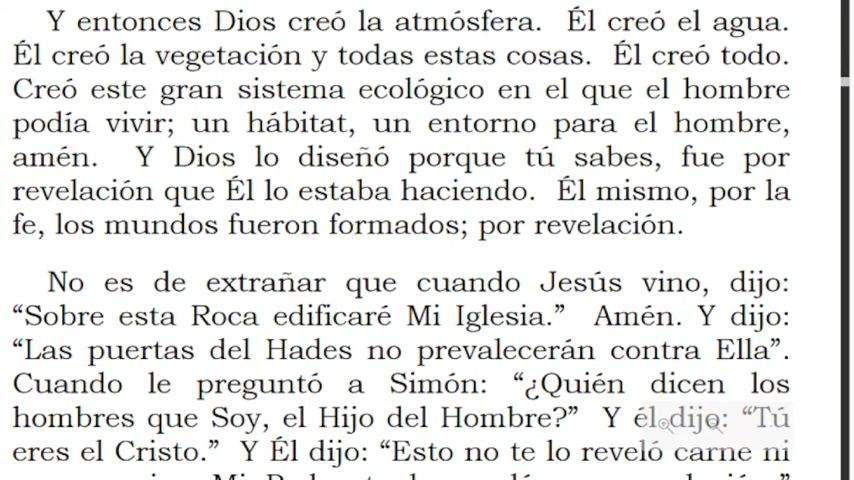 Y entonces Dios creó la atmósfera. Él creó el agua.
Él creó la vegetación y todas estas cosas. Él creó todo.
Creó este gran sistema ecológico en el que el hombre
podía vivir; un hábitat, un entorno para el hombre,
amén. Y Dios lo diseñó porque tú sabes, fue por
revelación que Él lo estaba haciendo. Él mismo, por la
fe, los mundos fueron formados; por revelación.
No es de extrañar que cuando Jesús vino, dijo:
“Sobre esta Roca edificaré Mi Iglesia.” Amén. Y dijo:
“Las puertas del Hades no prevalecerán contra Ella”.
Cuando le preguntó a Simón: “¿Quién dicen los
hombres que Soy, el Hijo del Hombre?” Y él dijo: “Tú
eres el Cristo.” Y Él dijo: “Esto no te lo reveló carne ni